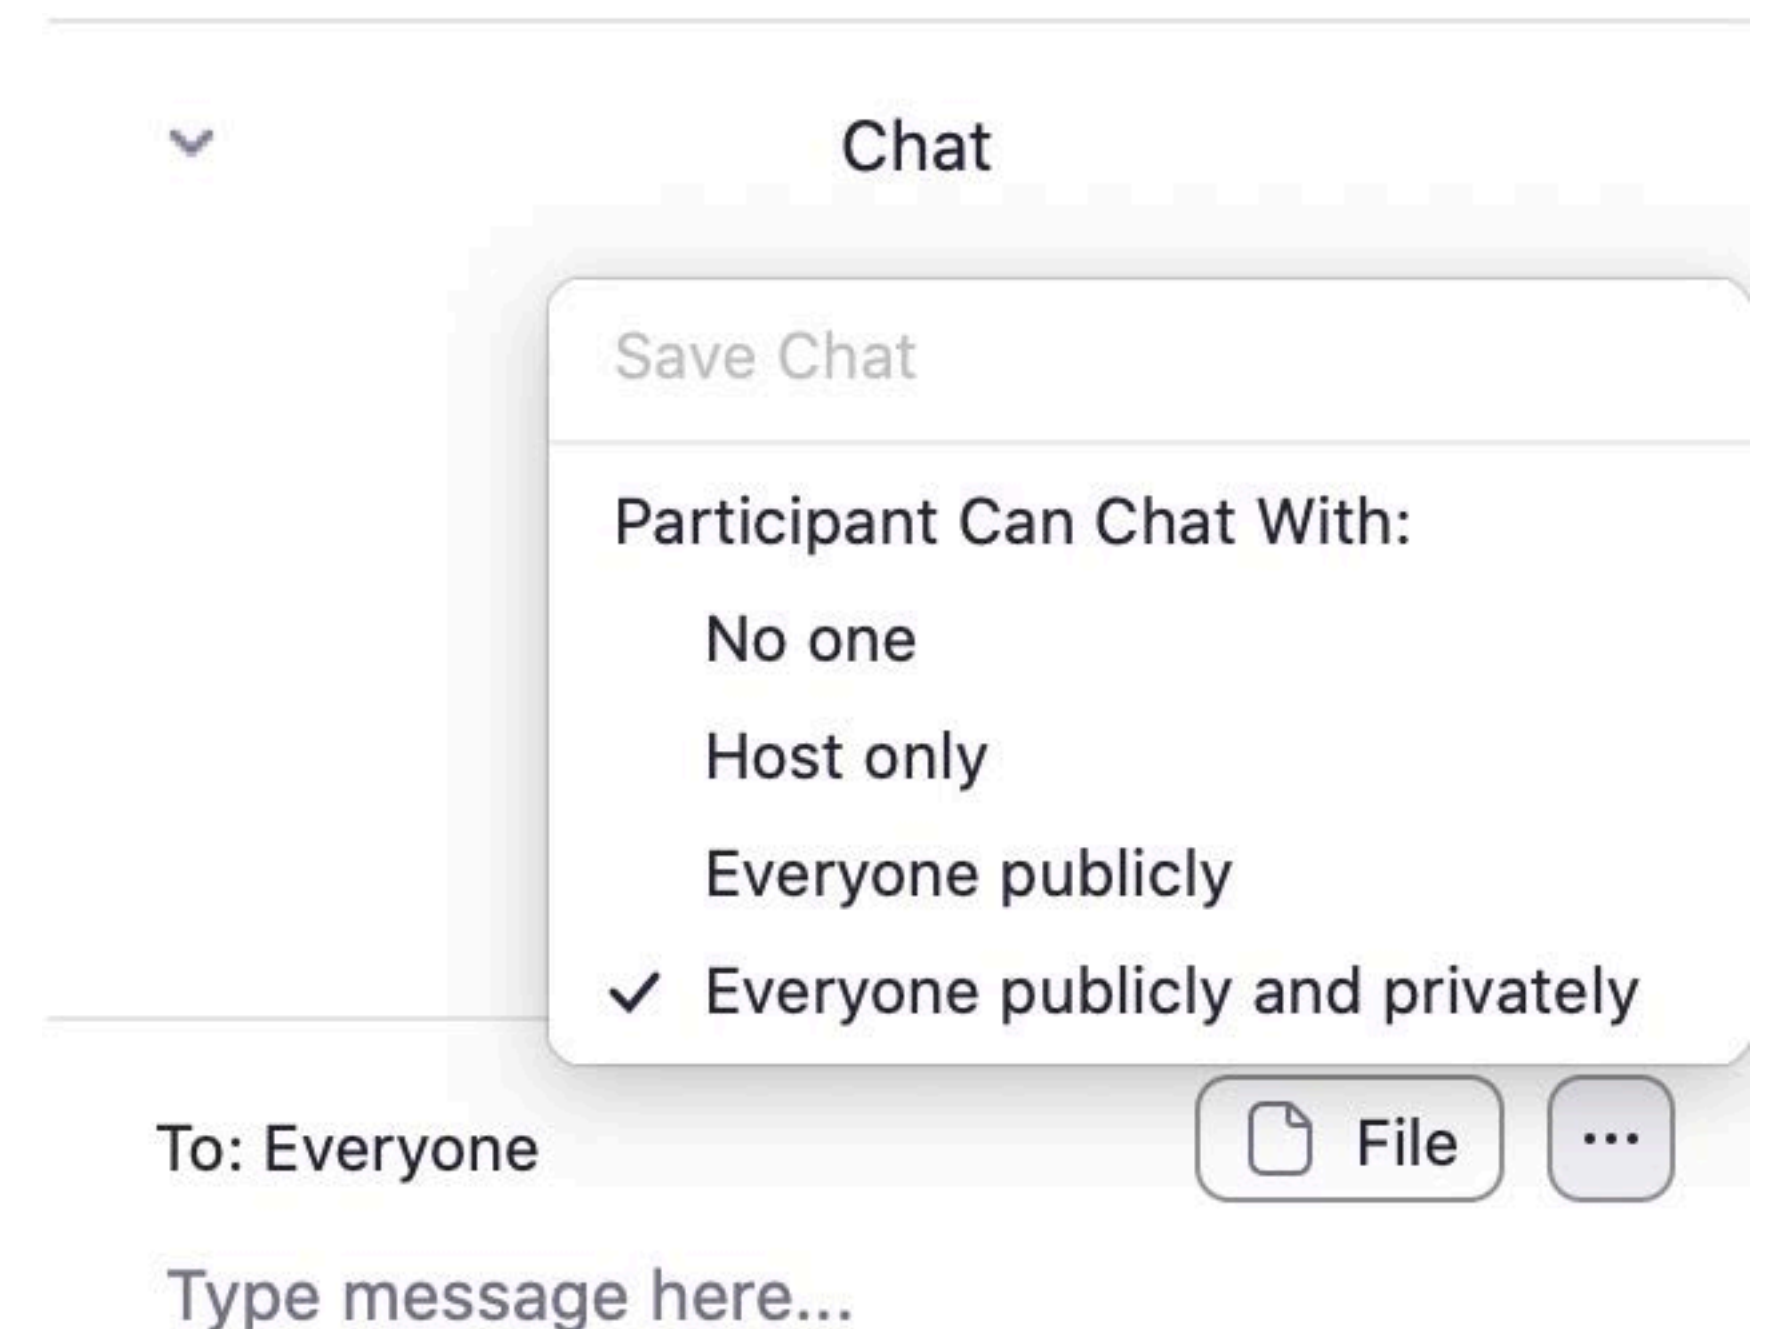 Chat
Save Chat
Participant Can Chat With:
No one
Host only
Everyone publicly
Everyone publicly and privately
To: Everyone
File
...
Type message here...